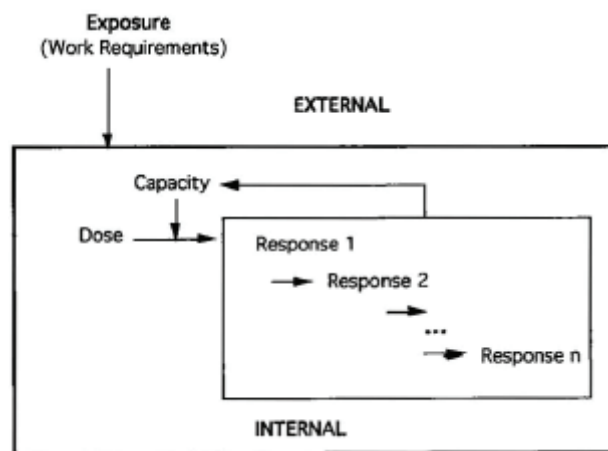 Exposure
(Work Requirements)
EXTERNAL
Capacity
Dose
Response 1
Response 2
...
Response n
INTERNAL